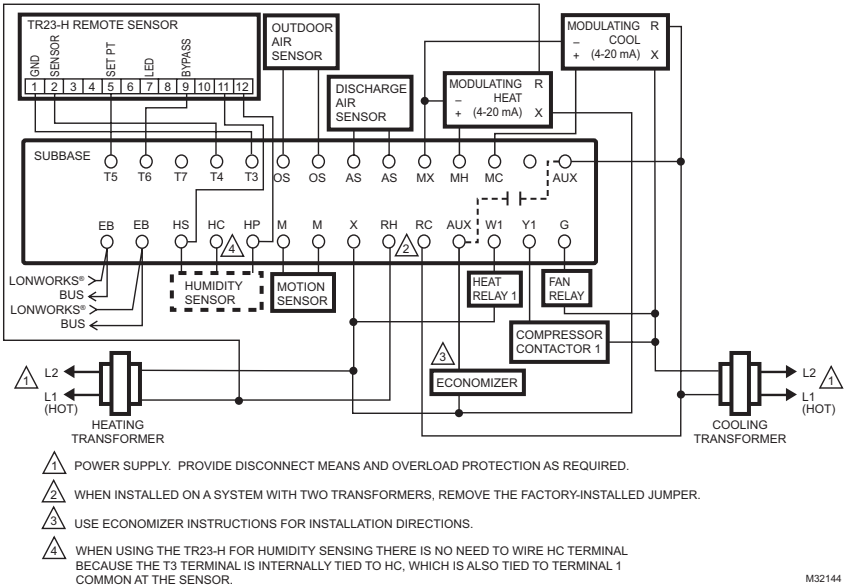 TR23-H REMOTE SENSOR
GND
SENSOR
SET PT
LED
BYPASS
1 2 3 4 5 6 7 8 9 10 11 12
OUTDOOR
AIR
SENSOR
DISCHARGE
AIR
SENSOR
MODULATING R
– HEAT
+ (4-20 mA) X
MODULATING R
– COOL
+ (4-20 mA) X
SUBBASE
T5 T6 T7 T4 T3 OS OS AS AS MX MH MC AUX
EB EB HS HC HP M M X RH RC AUX W1 Y1 G
4
2
LONWORKS®
BUS
LONWORKS®
BUS
HUMIDITY
SENSOR
MOTION
SENSOR
HEAT
RELAY 1
FAN
RELAY
COMPRESSOR
CONTACTOR 1
3
ECONOMIZER
1
L2
L1
(HOT)
HEATING
TRANSFORMER
L2
1
L1
(HOT)
COOLING
TRANSFORMER
1 POWER SUPPLY. PROVIDE DISCONNECT MEANS AND OVERLOAD PROTECTION AS REQUIRED.
2 WHEN INSTALLED ON A SYSTEM WITH TWO TRANSFORMERS, REMOVE THE FACTORY-INSTALLED JUMPER.
3 USE ECONOMIZER INSTRUCTIONS FOR INSTALLATION DIRECTIONS.
4 WHEN USING THE TR23-H FOR HUMIDITY SENSING THERE IS NO NEED TO WIRE HC TERMINAL
BECAUSE THE T3 TERMINAL IS INTERNALLY TIED TO HC, WHICH IS ALSO TIED TO TERMINAL 1
COMMON AT THE SENSOR.
M32144